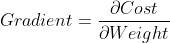 Gradient = ∂Cost / ∂Weight